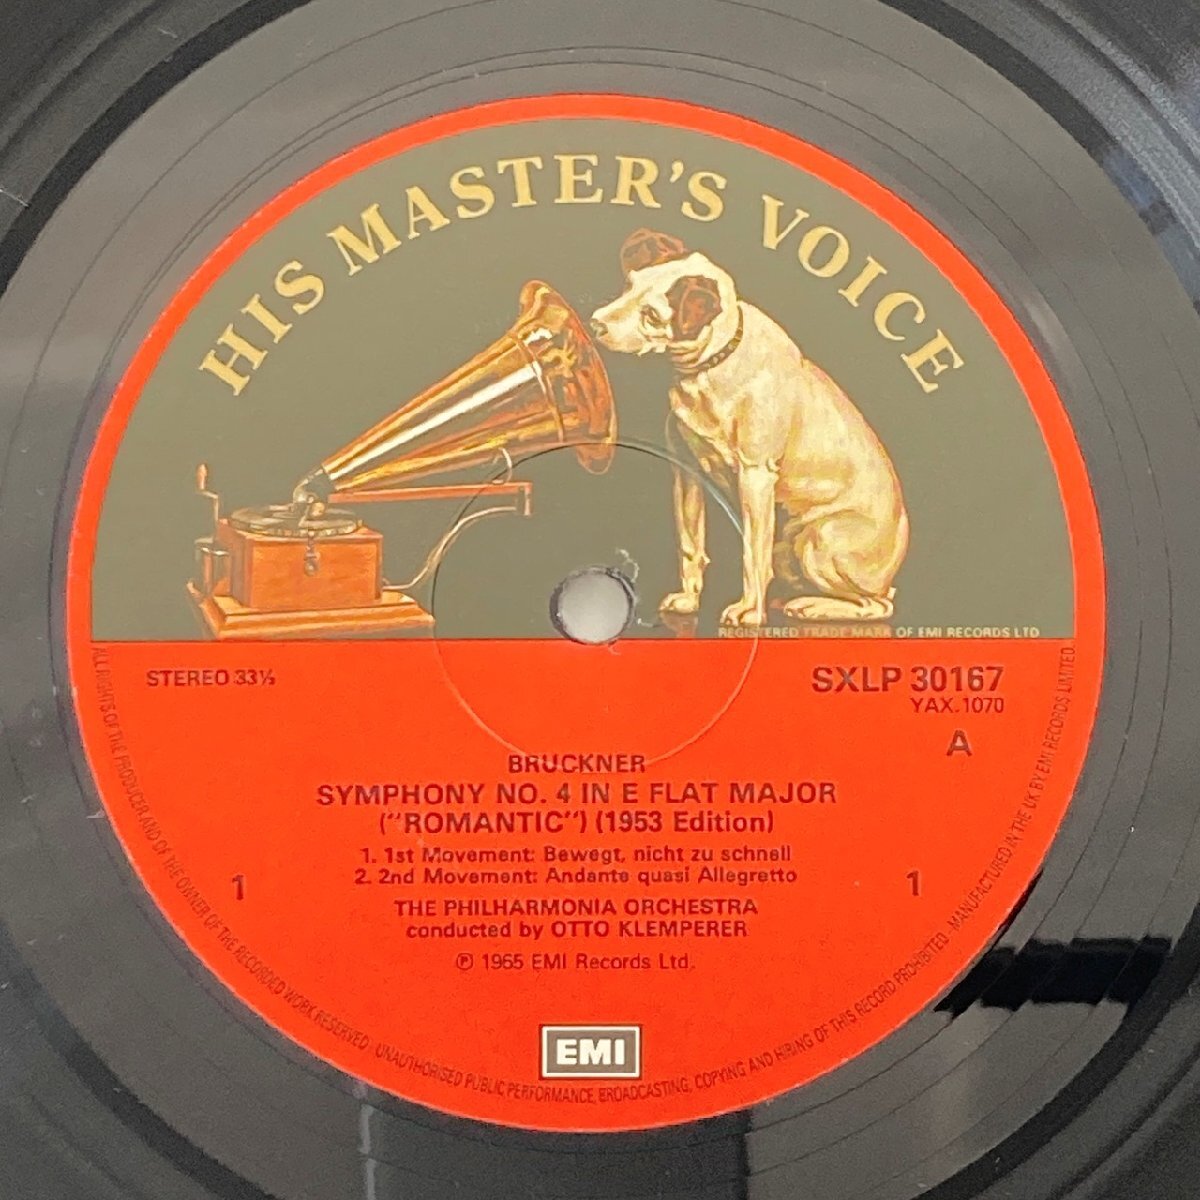 HIS MASTER'S VOICE
REGISTERED TRADE MARK OF EMI RECORDS LTD
STEREO 33⅓
SXLP 30167
YAX.1070
A
BRUCKNER
SYMPHONY NO. 4 IN E FLAT MAJOR
("ROMANTIC") (1953 Edition)
1. 1st Movement: Bewegt, nicht zu schnell
2. 2nd Movement: Andante quasi Allegretto
1
1
THE PHILHARMONIA ORCHESTRA
conducted by OTTO KLEMPERER
℗ 1965 EMI Records Ltd.
EMI
ALL RIGHTS OF THE PRODUCER AND OF THE OWNER OF THE RECORDED WORK RESERVED · UNAUTHORISED PUBLIC PERFORMANCE, BROADCASTING, COPYING AND HIRING OF THIS RECORD PROHIBITED · MANUFACTURED IN THE UK BY EMI RECORDS LIMITED.